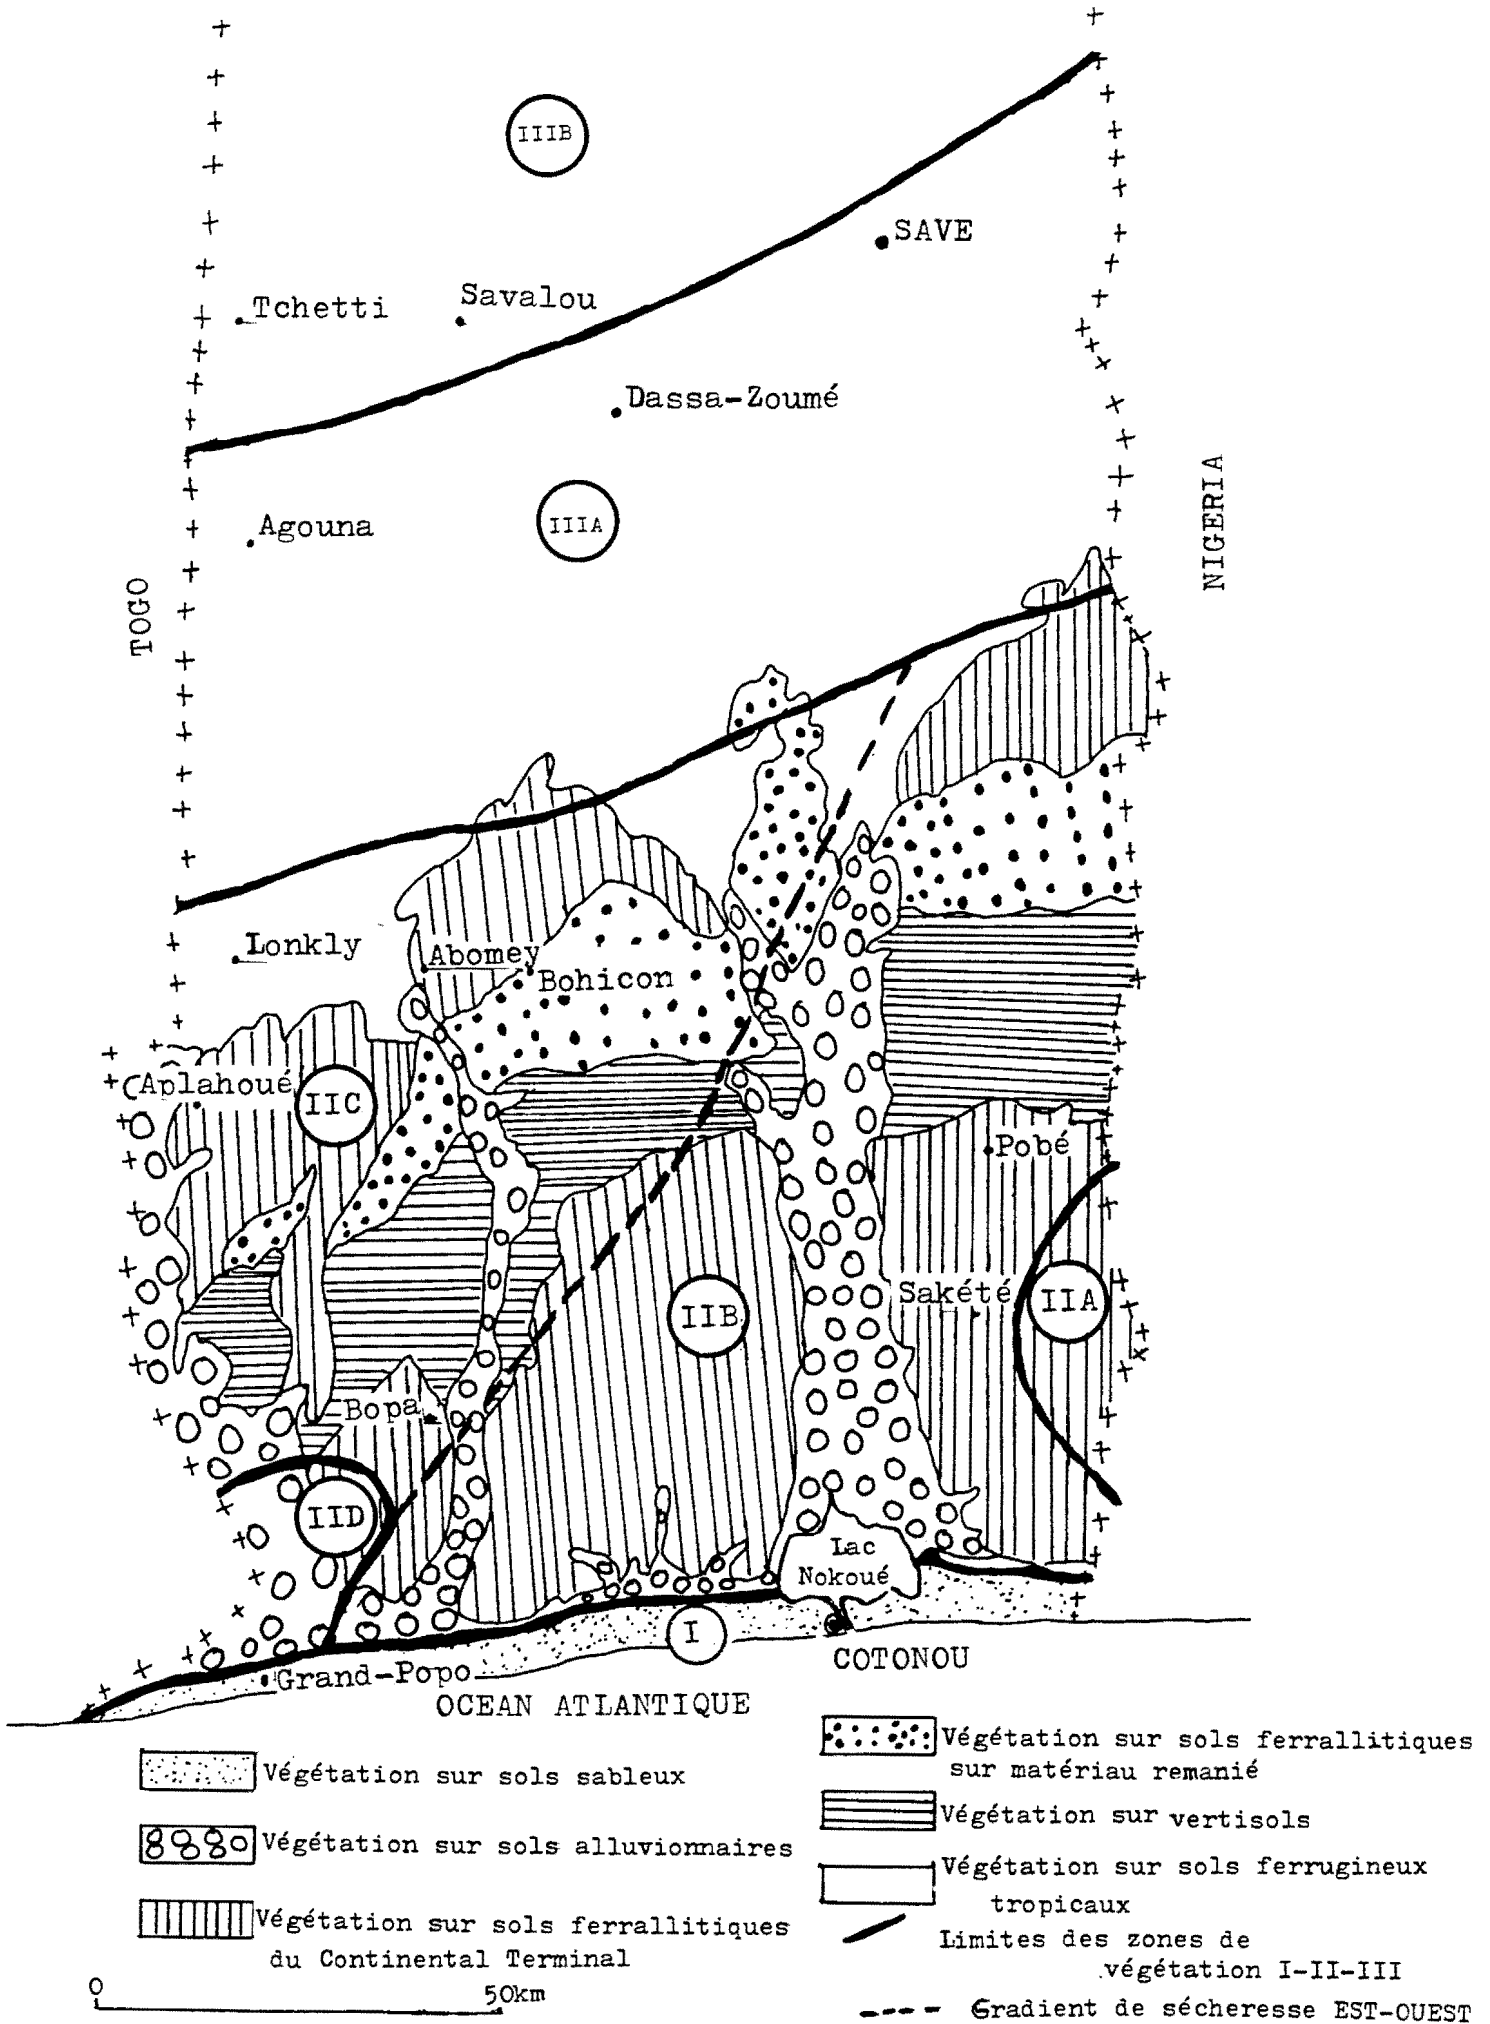 IIIB
SAVE
Tchetti
Savalou
Dassa-Zoumé
IIIA
Agouna
TOGO
NIGERIA
Lonkly
Abomey
Bohicon
Aplahoué
IIC
Pobé
IIB
Sakété
IIA
Bopa
IID
Lac
Nokoué
I
COTONOU
Grand-Popo
OCEAN ATLANTIQUE
Végétation sur sols sableux
Végétation sur sols alluvionnaires
Végétation sur sols ferrallitiques
du Continental Terminal
0 50km
Végétation sur sols ferrallitiques
sur matériau remanié
Végétation sur vertisols
Végétation sur sols ferrugineux
tropicaux
Limites des zones de
végétation I-II-III
Gradient de sécheresse EST-OUEST